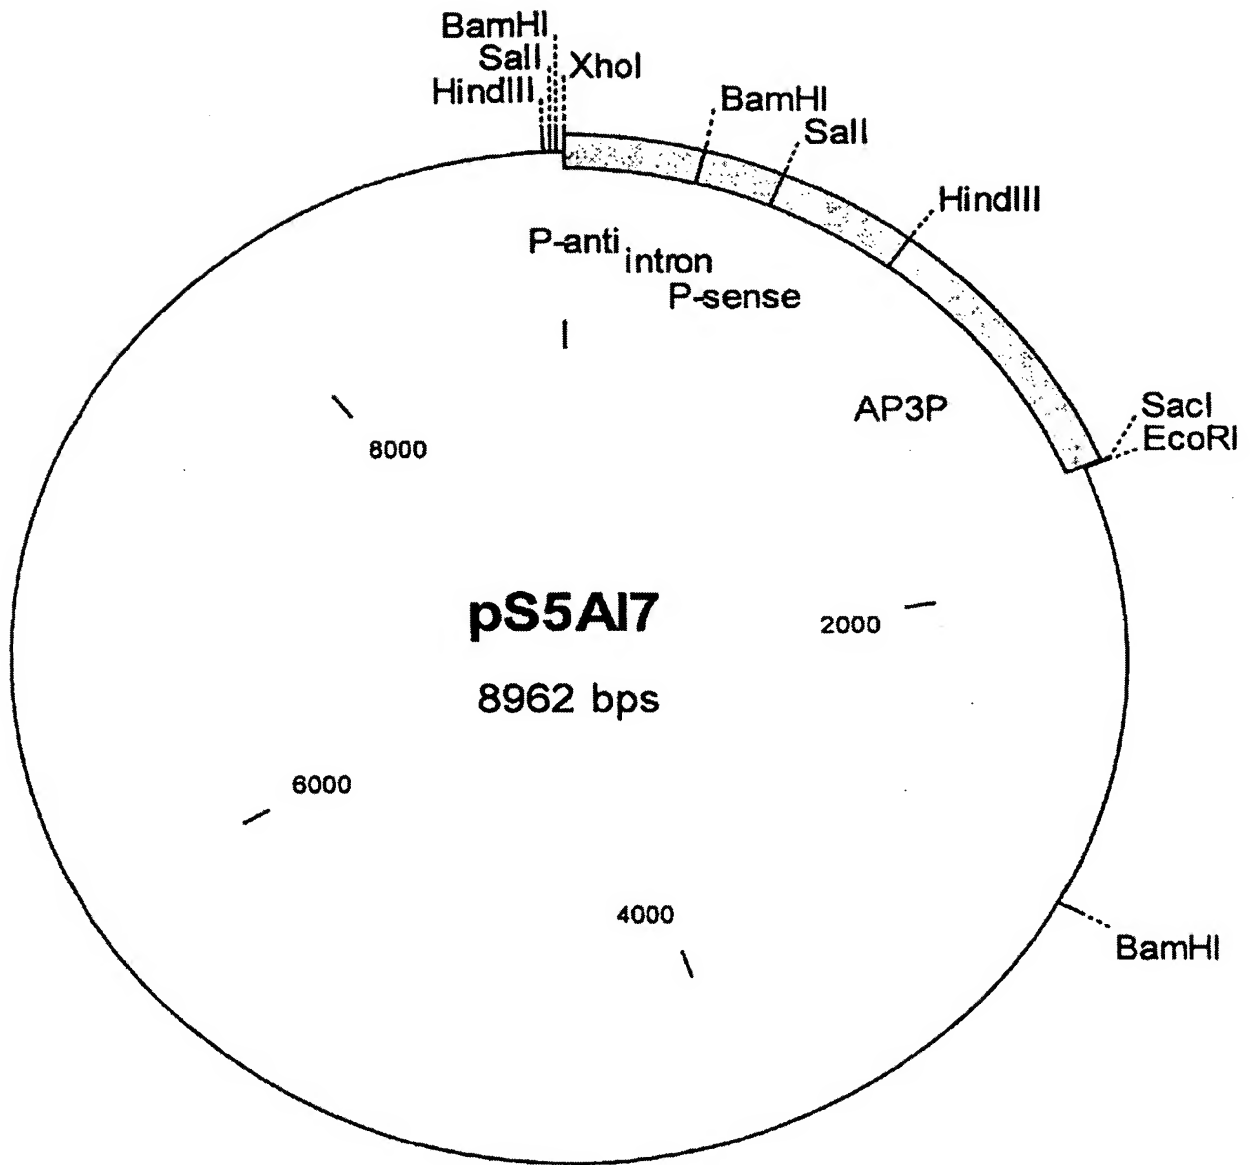 BamHI
SalI
HindIII
XhoI
BamHI
SalI
HindIII
P-anti
intron
P-sense
SacI
EcoRI
AP3P
8000
pS5AI7
8962 bps
2000
6000
4000
BamHI